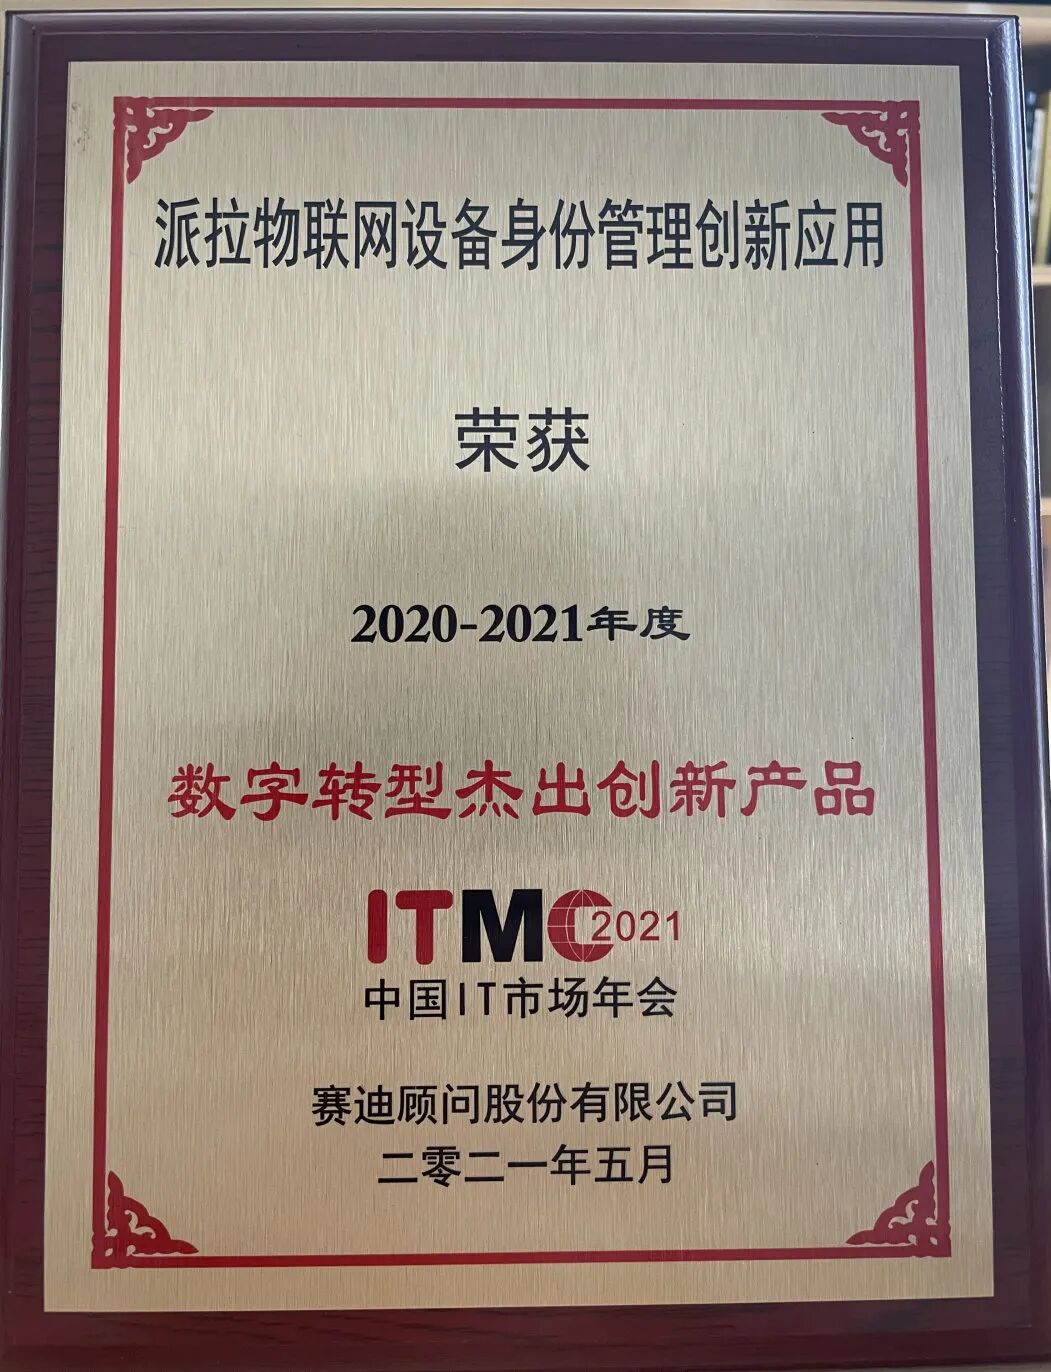 派拉物联网设备身份管理创新应用
荣获
2020-2021年度
数字转型杰出创新产品
ITMC2021
中国IT市场年会
赛迪顾问股份有限公司
二零二一年五月